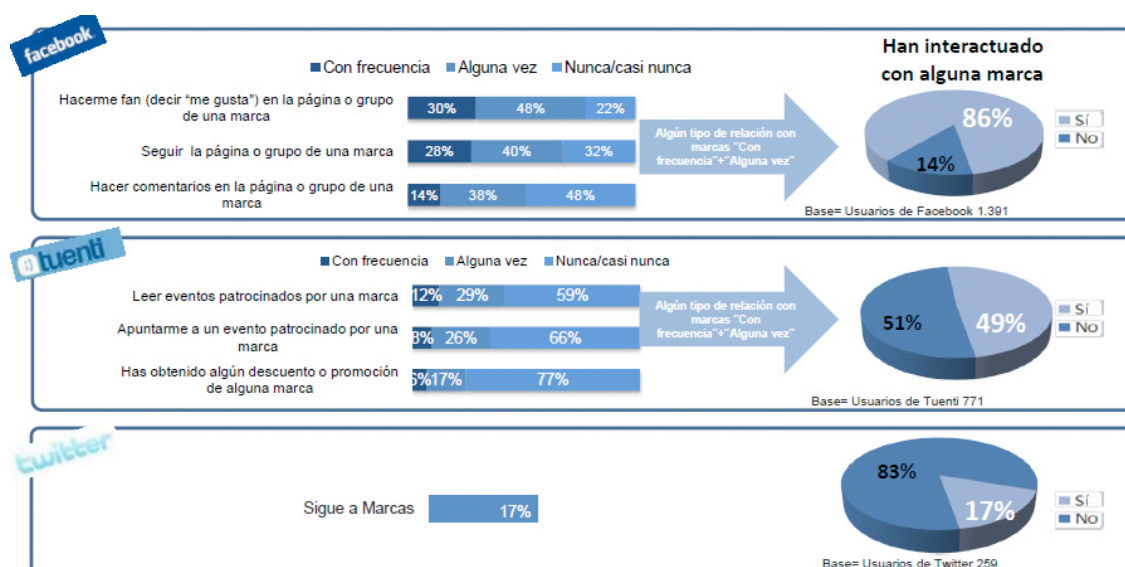 facebook
Han interactuado
con alguna marca
Con frecuencia Alguna vez Nunca/casi nunca
Hacerme fan (decir “me gusta”) en la página o grupo
de una marca
30% 48% 22%
Seguir la página o grupo de una marca
28% 40% 32%
Hacer comentarios en la página o grupo de una
marca
14% 38% 48%
Algún tipo de relación con
marcas “Con
frecuencia”+“Alguna vez”
86%
14%
Sí
No
Base= Usuarios de Facebook 1.391
tuenti
Con frecuencia Alguna vez Nunca/casi nunca
Leer eventos patrocinados por una marca
12% 29% 59%
Apuntarme a un evento patrocinado por una
marca
8% 26% 66%
Has obtenido algún descuento o promoción
de alguna marca
6% 17% 77%
Algún tipo de relación con
marcas “Con
frecuencia”+“Alguna vez”
51%
49%
Sí
No
Base= Usuarios de Tuenti 771
twitter
Sigue a Marcas
17%
83%
17%
Sí
No
Base= Usuarios de Twitter 259